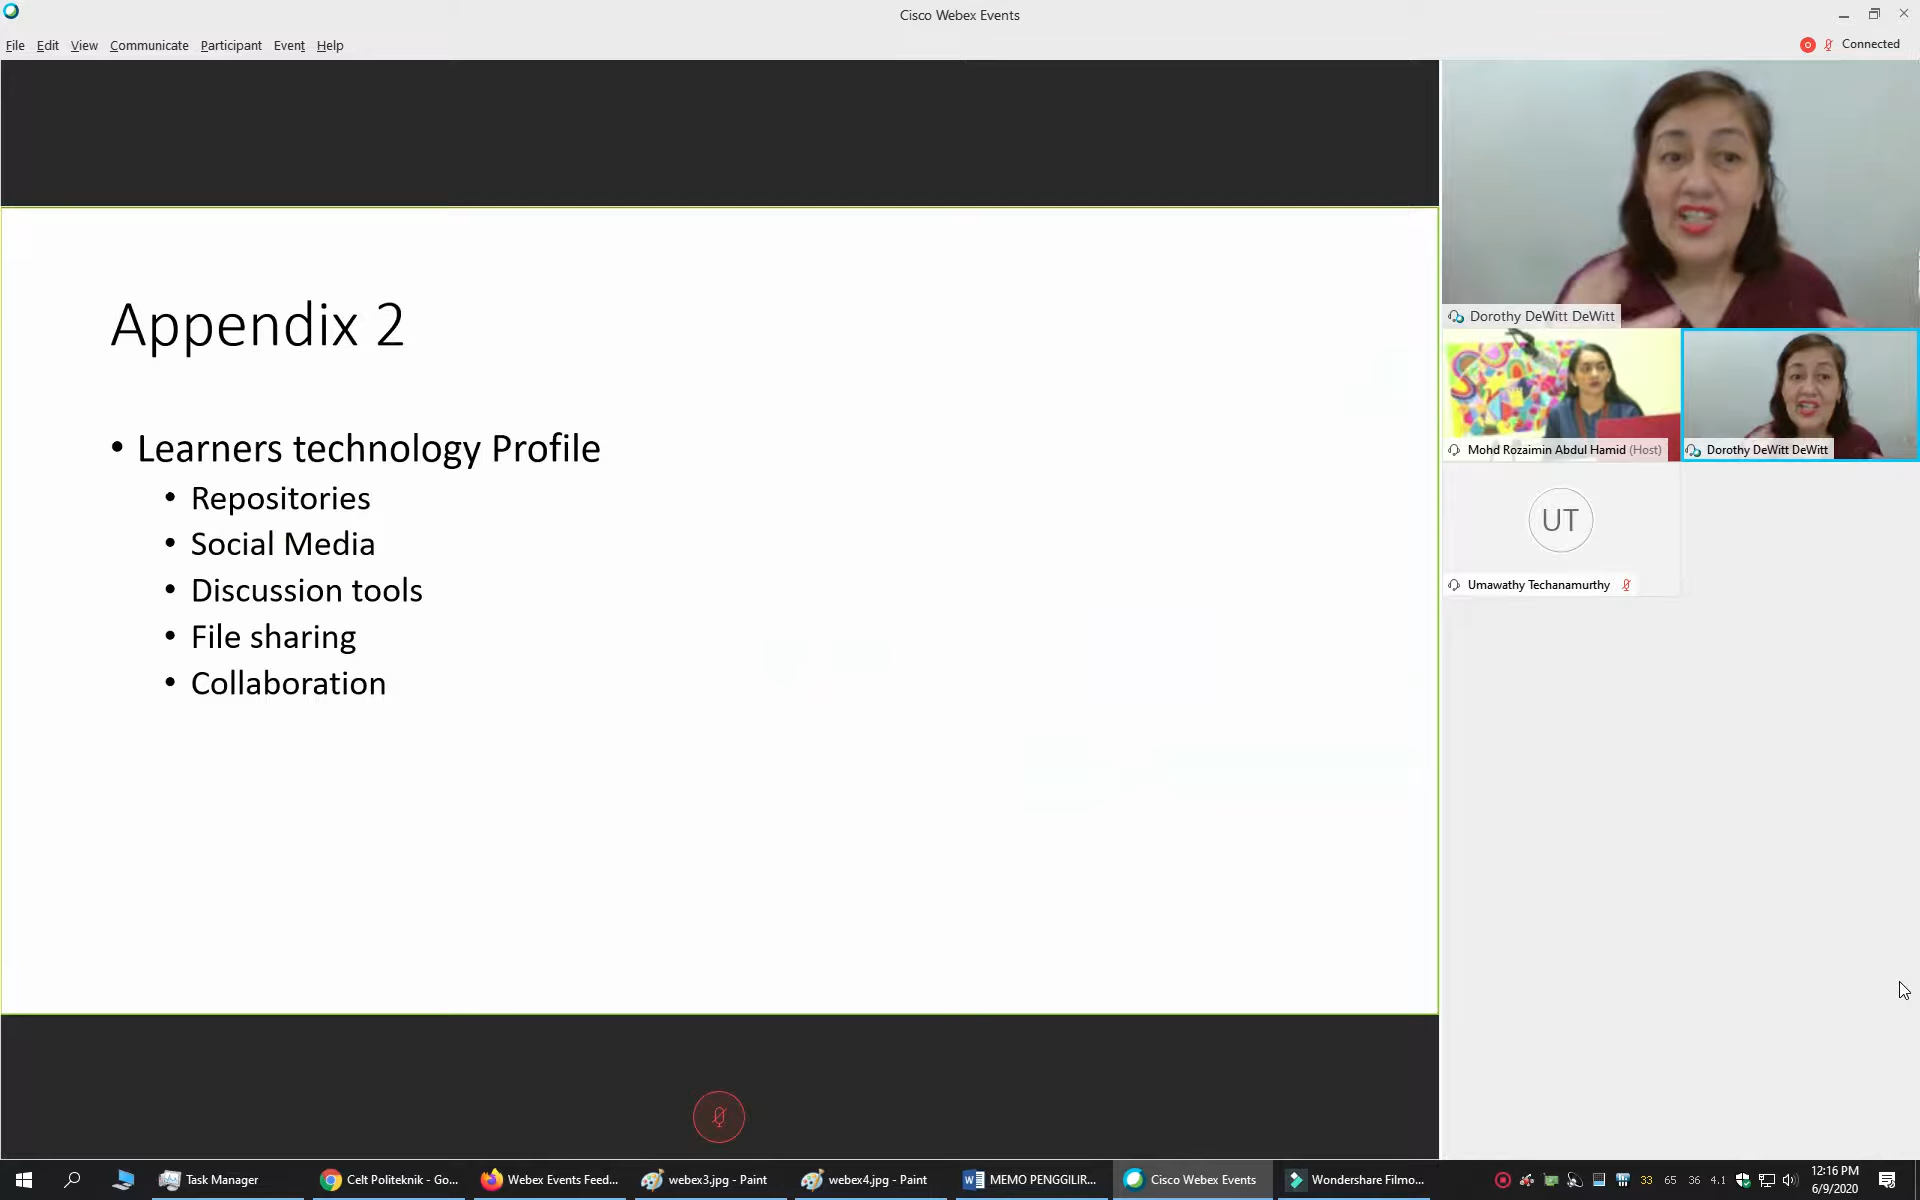 Cisco Webex Events
File Edit View Communicate Participant Event Help
Connected
Appendix 2
• Learners technology Profile
• Repositories
• Social Media
• Discussion tools
• File sharing
• Collaboration
Dorothy DeWitt DeWitt
Mohd Rozaimin Abdul Hamid (Host)
Dorothy DeWitt DeWitt
UT
Umawathy Techanamurthy
Task Manager
Celt Politeknik - Go...
Webex Events Feed...
webex3.jpg - Paint
webex4.jpg - Paint
MEMO PENGGILIR...
Cisco Webex Events
Wondershare Filmo...
33 65 36 4.1
12:16 PM
6/9/2020